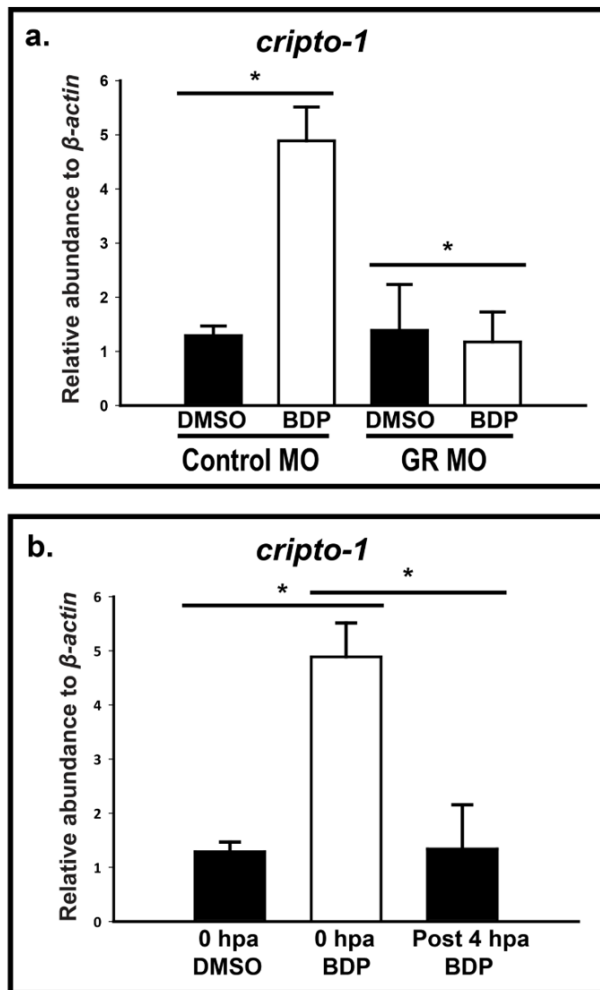 a.
cripto-1
*
*
Relative abundance to β-actin
6
5
4
3
2
1
0
DMSO BDP DMSO BDP
Control MO GR MO
b.
cripto-1
*
*
Relative abundance to β-actin
6
5
4
3
2
1
0
0 hpa 0 hpa Post 4 hpa
DMSO BDP BDP